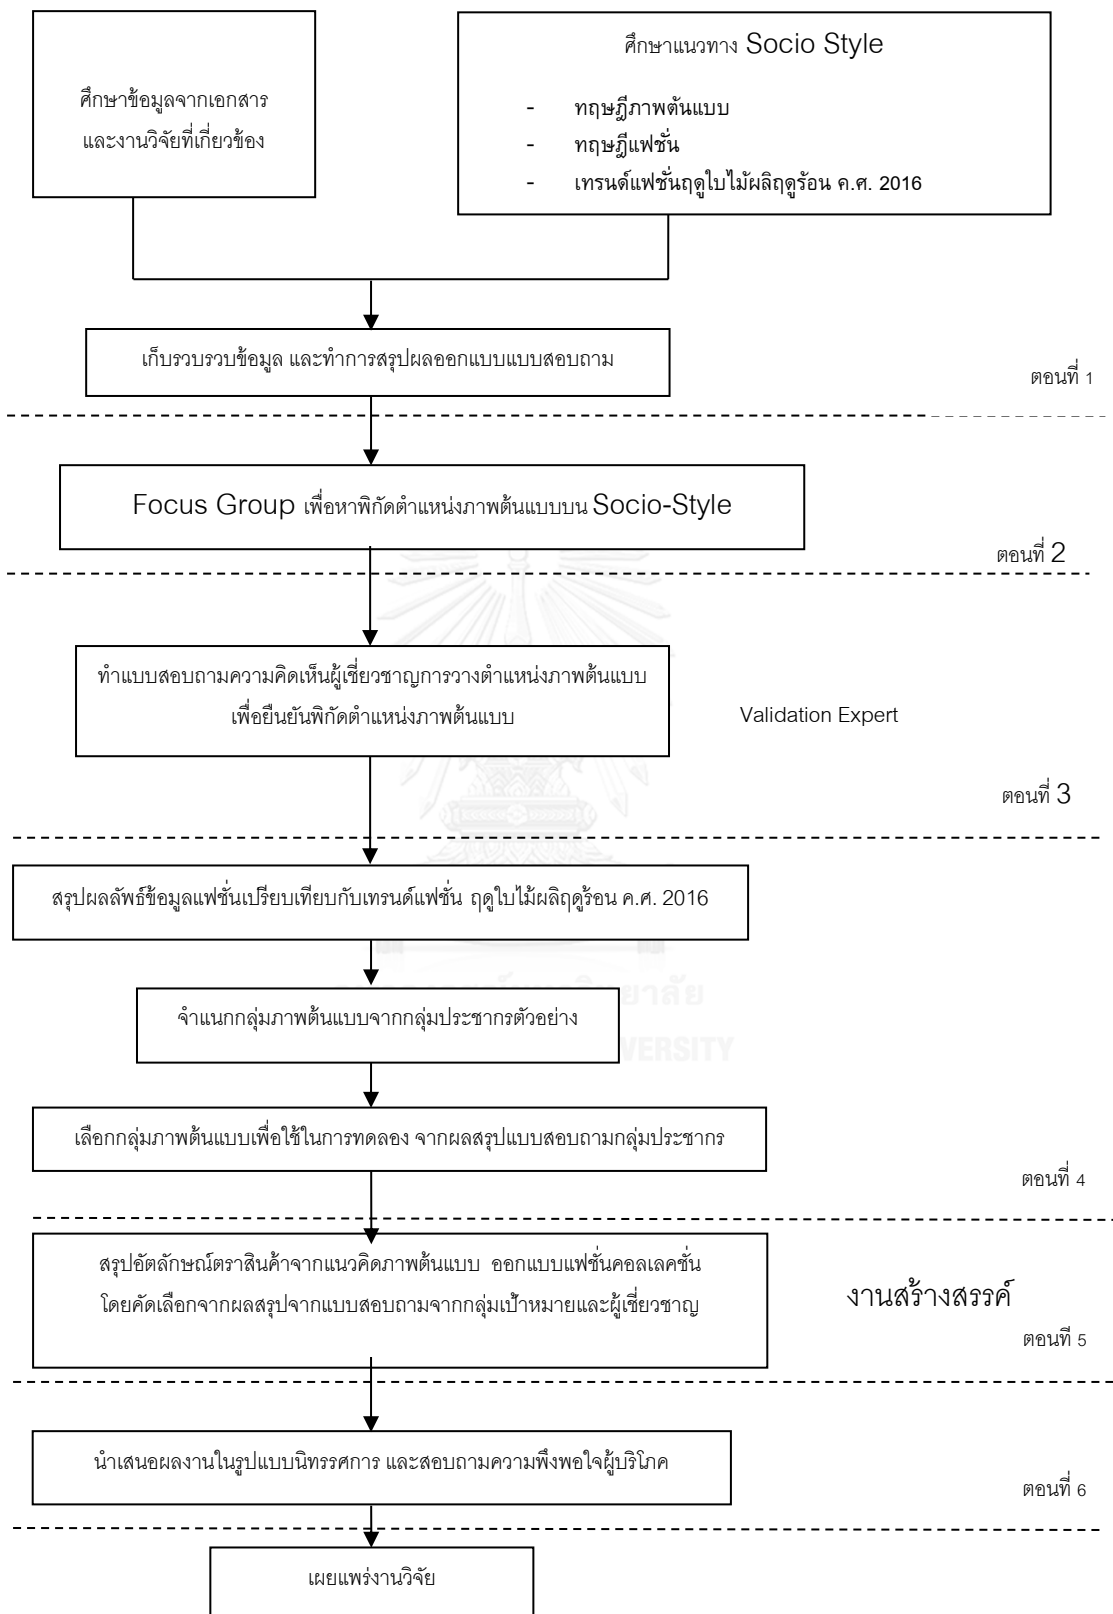 ศึกษาข้อมูลจากเอกสาร
และงานวิจัยที่เกี่ยวข้อง
ศึกษาแนวทาง Socio Style
- ทฤษฎีภาพต้นแบบ
- ทฤษฎีแฟชั่น
- เทรนด์แฟชั่นฤดูใบไม้ผลิฤดูร้อน ค.ศ. 2016
เก็บรวบรวบข้อมูล และทำการสรุปผลออกแบบแบบสอบถาม
ตอนที่ 1
Focus Group เพื่อหาพิกัดตำแหน่งภาพต้นแบบบน Socio-Style
ตอนที่ 2
ทำแบบสอบถามความคิดเห็นผู้เชี่ยวชาญการวางตำแหน่งภาพต้นแบบ
เพื่อยืนยันพิกัดตำแหน่งภาพต้นแบบ
Validation Expert
ตอนที่ 3
สรุปผลลัพธ์ข้อมูลแฟชั่นเปรียบเทียบกับเทรนด์แฟชั่น ฤดูใบไม้ผลิฤดูร้อน ค.ศ. 2016
จำแนกกลุ่มภาพต้นแบบจากกลุ่มประชากรตัวอย่าง
เลือกกลุ่มภาพต้นแบบเพื่อใช้ในการทดลอง จากผลสรุปแบบสอบถามกลุ่มประชากร
ตอนที่ 4
สรุปอัตลักษณ์ตราสินค้าจากแนวคิดภาพต้นแบบ ออกแบบแฟชั่นคอลเลคชั่น
โดยคัดเลือกจากผลสรุปจากแบบสอบถามจากกลุ่มเป้าหมายและผู้เชี่ยวชาญ
งานสร้างสรรค์
ตอนที 5
นำเสนอผลงานในรูปแบบนิทรรศการ และสอบถามความพึงพอใจผู้บริโภค
ตอนที่ 6
เผยแพร่งานวิจัย